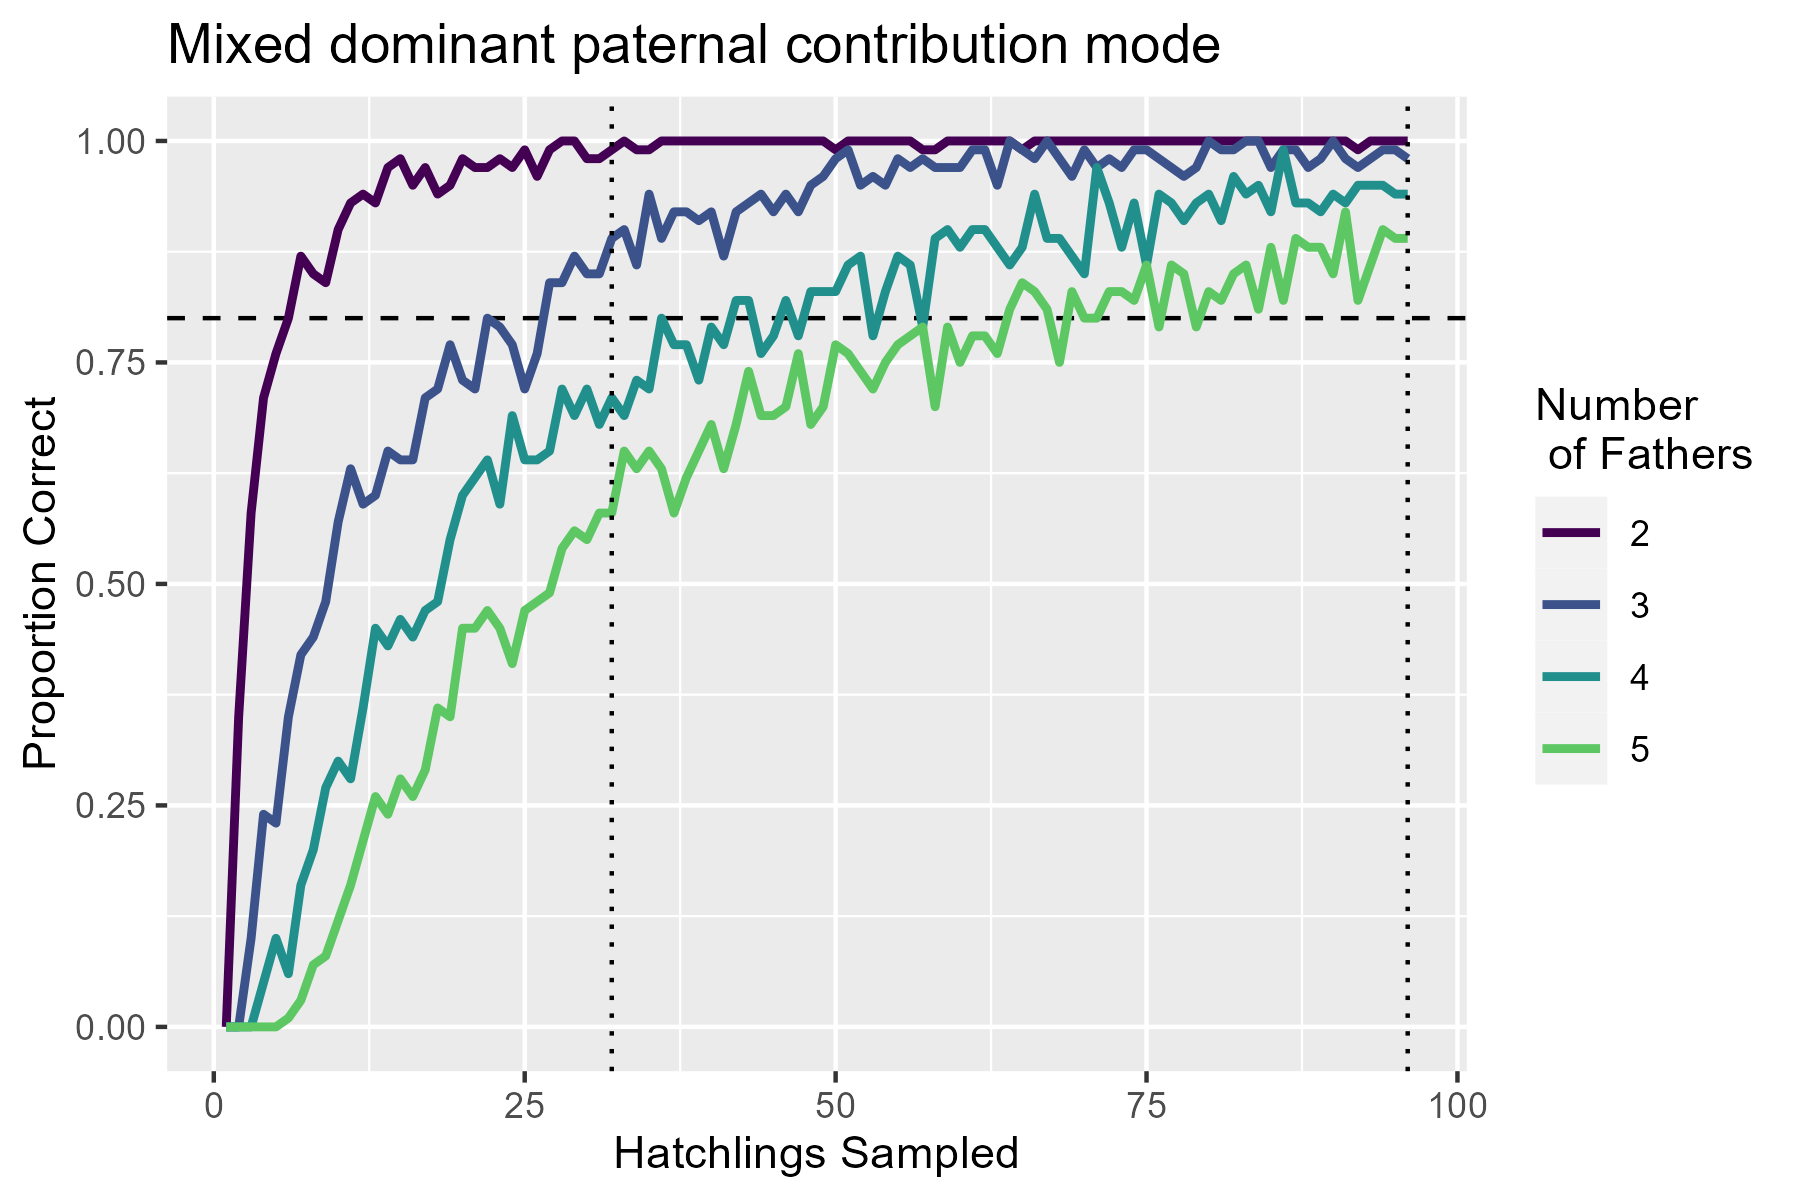 Mixed dominant paternal contribution mode
1.00
0.75
0.50
0.25
0.00
Proportion Correct
0 25 50 75 100
Hatchlings Sampled
Number
of Fathers
2
3
4
5